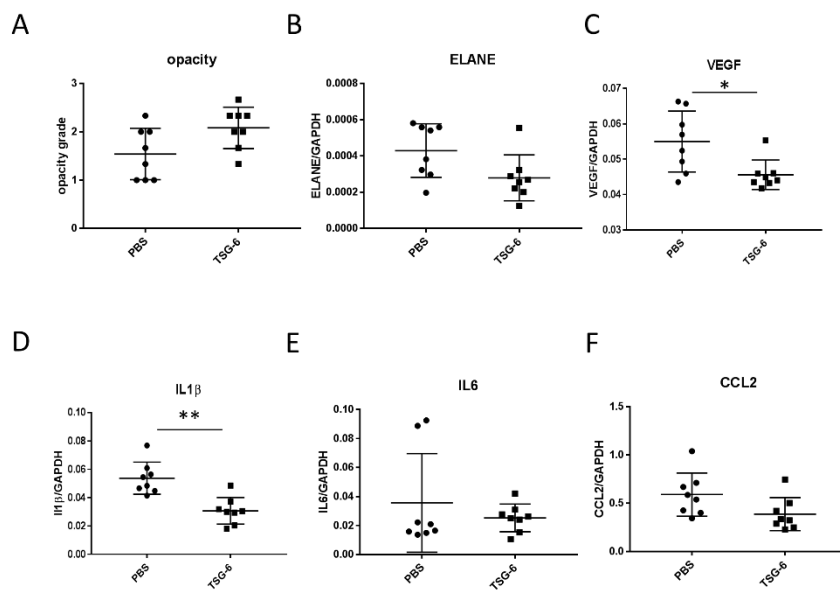 A
opacity
opacity grade
3
2
1
0
PBS
TSG-6
B
ELANE
ELANE/GAPDH
0.0008
0.0006
0.0004
0.0002
0.0000
PBS
TSG-6
C
VEGF
VEGF/GAPDH
0.07
0.06
0.05
0.04
0.03
*
PBS
TSG-6
D
IL1β
Il1β/GAPDH
0.10
0.08
0.06
0.04
0.02
0.00
**
PBS
TSG-6
E
IL6
IL6/GAPDH
0.10
0.08
0.06
0.04
0.02
0.00
PBS
TSG-6
F
CCL2
CCL2/GAPDH
1.5
1.0
0.5
0.0
PBS
TSG-6